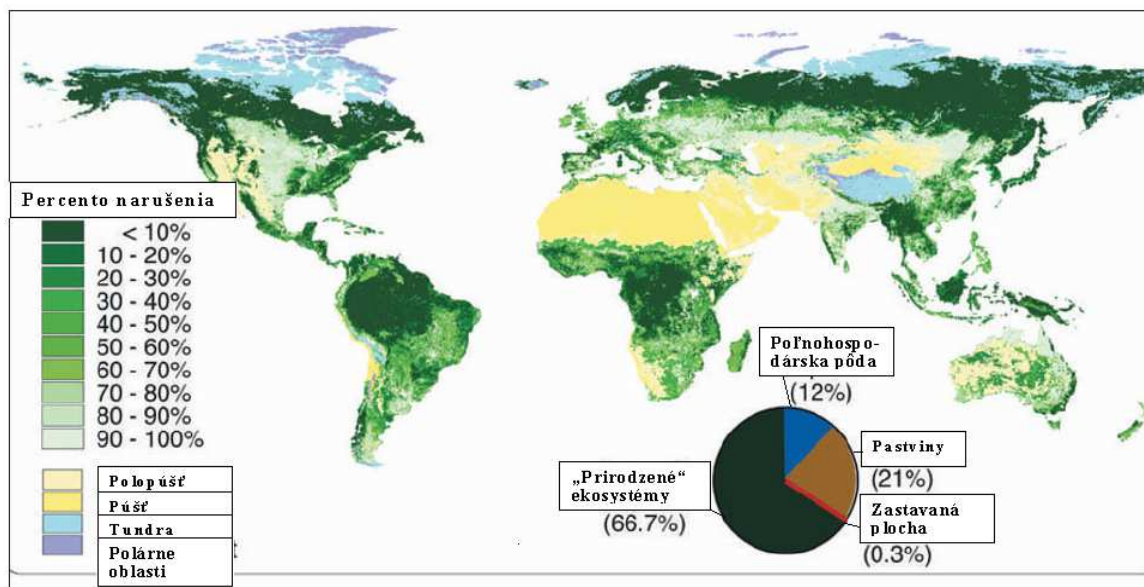 Percento narušenia
< 10%
10 - 20%
20 - 30%
30 - 40%
40 - 50%
50 - 60%
60 - 70%
70 - 80%
80 - 90%
90 - 100%
Polopúšť
Púšť
Tundra
Polárne
oblasti
Poľnohospo-
dárska pôda
(12%)
Pastviny
(21%)
„Prirodzené“
ekosystémy
(66.7%)
Zastavaná
plocha
(0.3%)